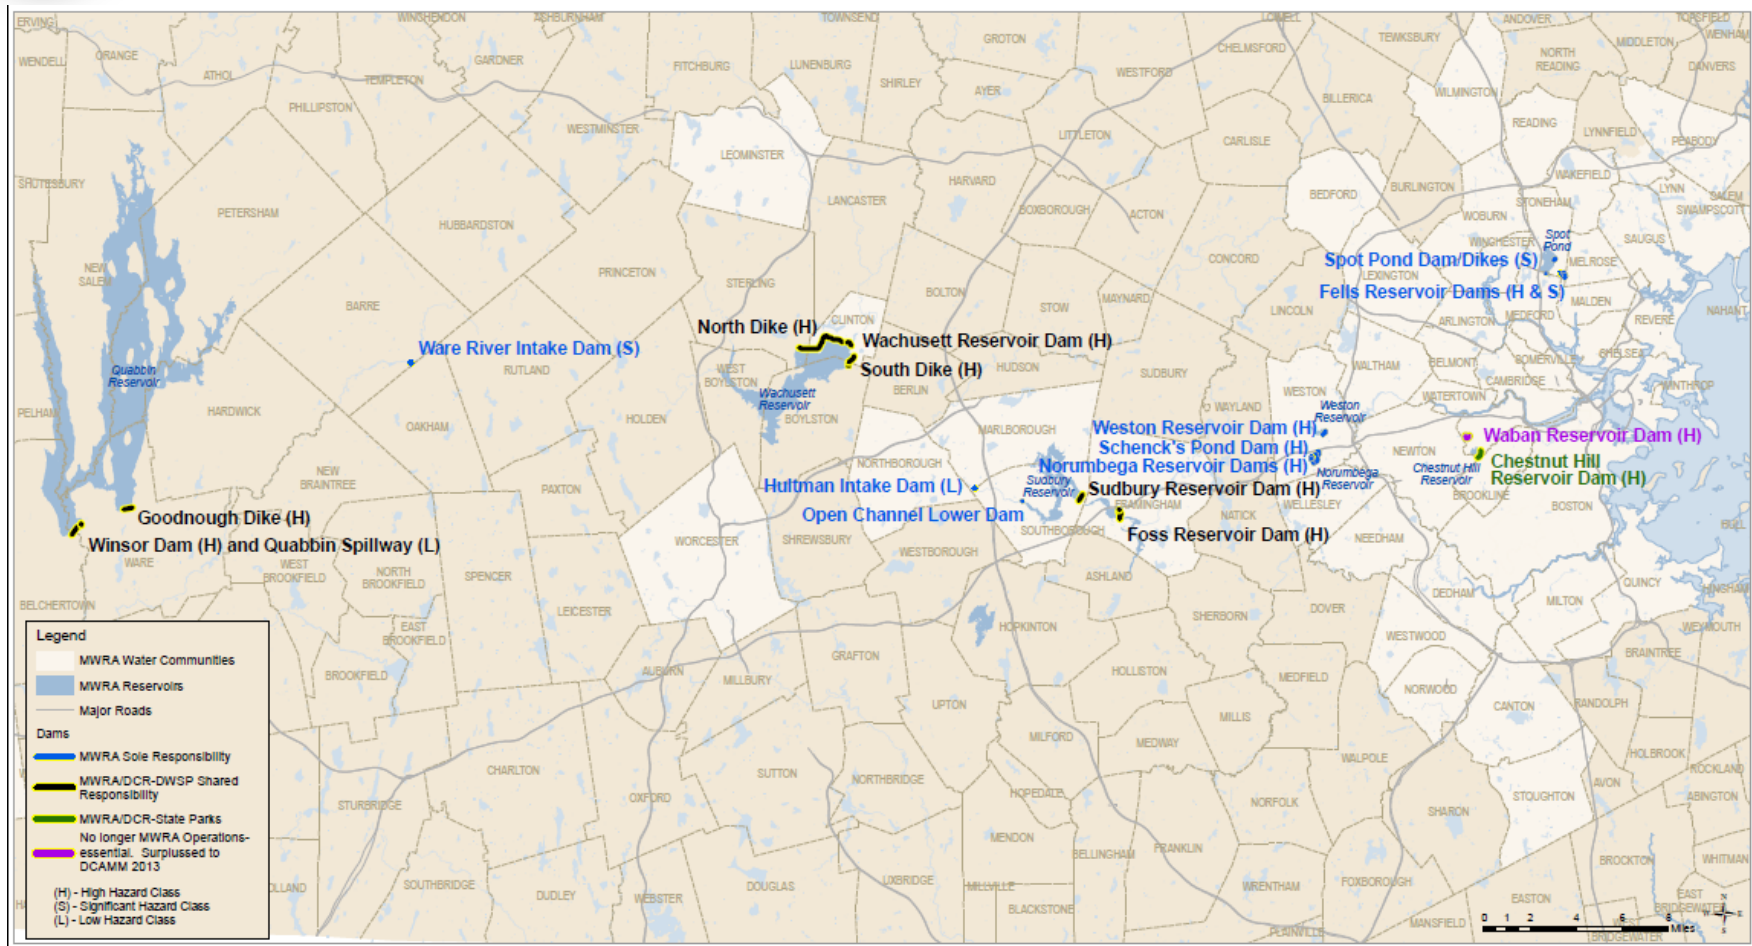 ERVING
WINCHENDON
ASHBURNHAM
TOWNSEND
LOWELL
ANDOVER
TOPSFIELD
WENHAM
WENDELL
ORANGE
ATHOL
TEMPLETON
GARDNER
FITCHBURG
LUNENBURG
SHIRLEY
GROTON
AYER
WESTFORD
CHELMSFORD
TEWKSBURY
NORTH
READING
MIDDLETON
DANVERS
PHILLIPSTON
WESTMINSTER
LITTLETON
BILLERICA
WILMINGTON
READING
LYNNFIELD
PEABODY
SHUTESBURY
PETERSHAM
HUBBARDSTON
LEOMINSTER
LANCASTER
HARVARD
BOXBOROUGH
ACTON
CARLISLE
BEDFORD
BURLINGTON
WAKEFIELD
STONEHAM
WOBURN
LYNN
SALEM
SWAMPSCOTT
NEW
SALEM
BARRE
PRINCETON
STERLING
BOLTON
STOW
MAYNARD
CONCORD
LINCOLN
LEXINGTON
WINCHESTER
Spot
Pond
MELROSE
SAUGUS
Spot Pond Dam/Dikes (S)
Fells Reservoir Dams (H & S)
MALDEN
MEDFORD
ARLINGTON
REVERE
NAHANT
North Dike (H)
CLINTON
Wachusett Reservoir Dam (H)
South Dike (H)
Ware River Intake Dam (S)
RUTLAND
Quabbin
Reservoir
WEST
BOYLSTON
Wachusett
Reservoir
BOYLSTON
BERLIN
HUDSON
SUDBURY
WAYLAND
WESTON
WALTHAM
BELMONT
SOMERVILLE
CHELSEA
CAMBRIDGE
WINTHROP
WATERTOWN
PELHAM
HARDWICK
OAKHAM
HOLDEN
MARLBOROUGH
Weston
Reservoir
Weston Reservoir Dam (H)
Schenck's Pond Dam (H)
Norumbega Reservoir Dams (H)
Norumbega
Reservoir
NEWTON
Waban Reservoir Dam (H)
Chestnut Hill
Reservoir
Chestnut Hill
Reservoir Dam (H)
BROOKLINE
BOSTON
HULL
NEW
BRAINTREE
PAXTON
NORTHBOROUGH
Hultman Intake Dam (L)
Sudbury
Reservoir
Sudbury Reservoir Dam (H)
FRAMINGHAM
Open Channel Lower Dam
SOUTHBOROUGH
NATICK
WELLESLEY
Foss Reservoir Dam (H)
NEEDHAM
Goodnough Dike (H)
Winsor Dam (H) and Quabbin Spillway (L)
WARE
WEST
BROOKFIELD
NORTH
BROOKFIELD
SPENCER
WORCESTER
SHREWSBURY
WESTBOROUGH
ASHLAND
SHERBORN
DOVER
DEDHAM
MILTON
QUINCY
HINGHAM
BELCHERTOWN
EAST
BROOKFIELD
LEICESTER
HOPKINTON
WESTWOOD
WEYMOUTH
BRAINTREE
BROOKFIELD
AUBURN
MILLBURY
GRAFTON
UPTON
HOLLISTON
MEDFIELD
NORWOOD
CANTON
RANDOLPH
MILLIS
MILFORD
MEDWAY
WALPOLE
HOLBROOK
ROCKLAND
CHARLTON
SUTTON
NORTHBRIDGE
HOPEDALE
STURBRIDGE
OXFORD
NORFOLK
SHARON
STOUGHTON
AVON
ABINGTON
MENDON
BELLINGHAM
FRANKLIN
BROCKTON
WHITMAN
SOUTHBRIDGE
DUDLEY
WEBSTER
DOUGLAS
UXBRIDGE
MILLVILLE
BLACKSTONE
WRENTHAM
FOXBOROUGH
PLAINVILLE
MANSFIELD
EASTON
EAST
BRIDGEWATER
WEST
BRIDGEWATER
Legend
MWRA Water Communities
MWRA Reservoirs
Major Roads
Dams
MWRA Sole Responsibility
MWRA/DCR-DWSP Shared
Responsibility
MWRA/DCR-State Parks
No longer MWRA Operations-
essential. Surplussed to
DCAMM 2013
(H) - High Hazard Class
(S) - Significant Hazard Class
(L) - Low Hazard Class
OLLAND
0 1 2 4 6 8
Miles
N
W E
S